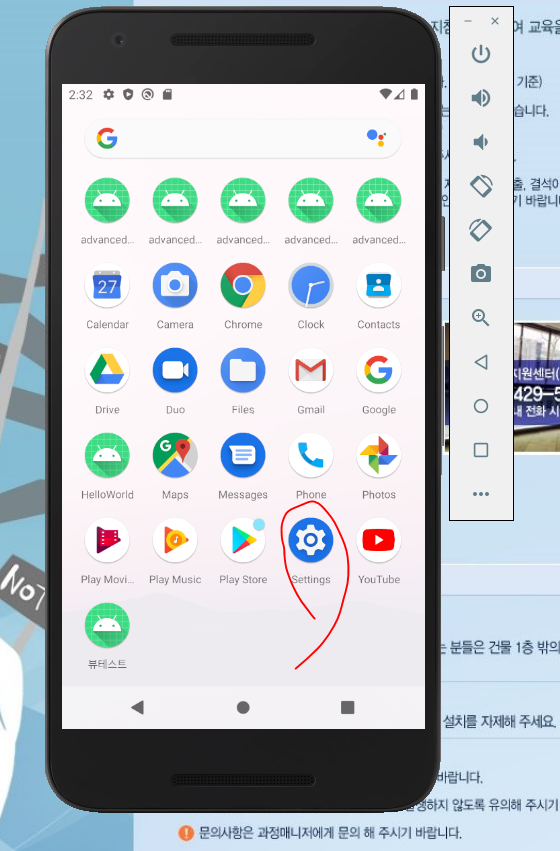 여 교육을
기준)
습니다.
출, 결석이
기 바랍니다
2:32
advanced... advanced... advanced... advanced... advanced...
27
Calendar Camera Chrome Clock Contacts
Drive Duo Files Gmail Google
HelloWorld Maps Messages Phone Photos
Play Movi... Play Music Play Store Settings YouTube
뷰테스트
지원센터(
429-5
내 전화 시
NOT
는 분들은 건물 1층 밖의
설치를 자제해 주세요.
바랍니다.
발생하지 않도록 유의해 주시기
문의사항은 과정매니저에게 문의 해 주시기 바랍니다.